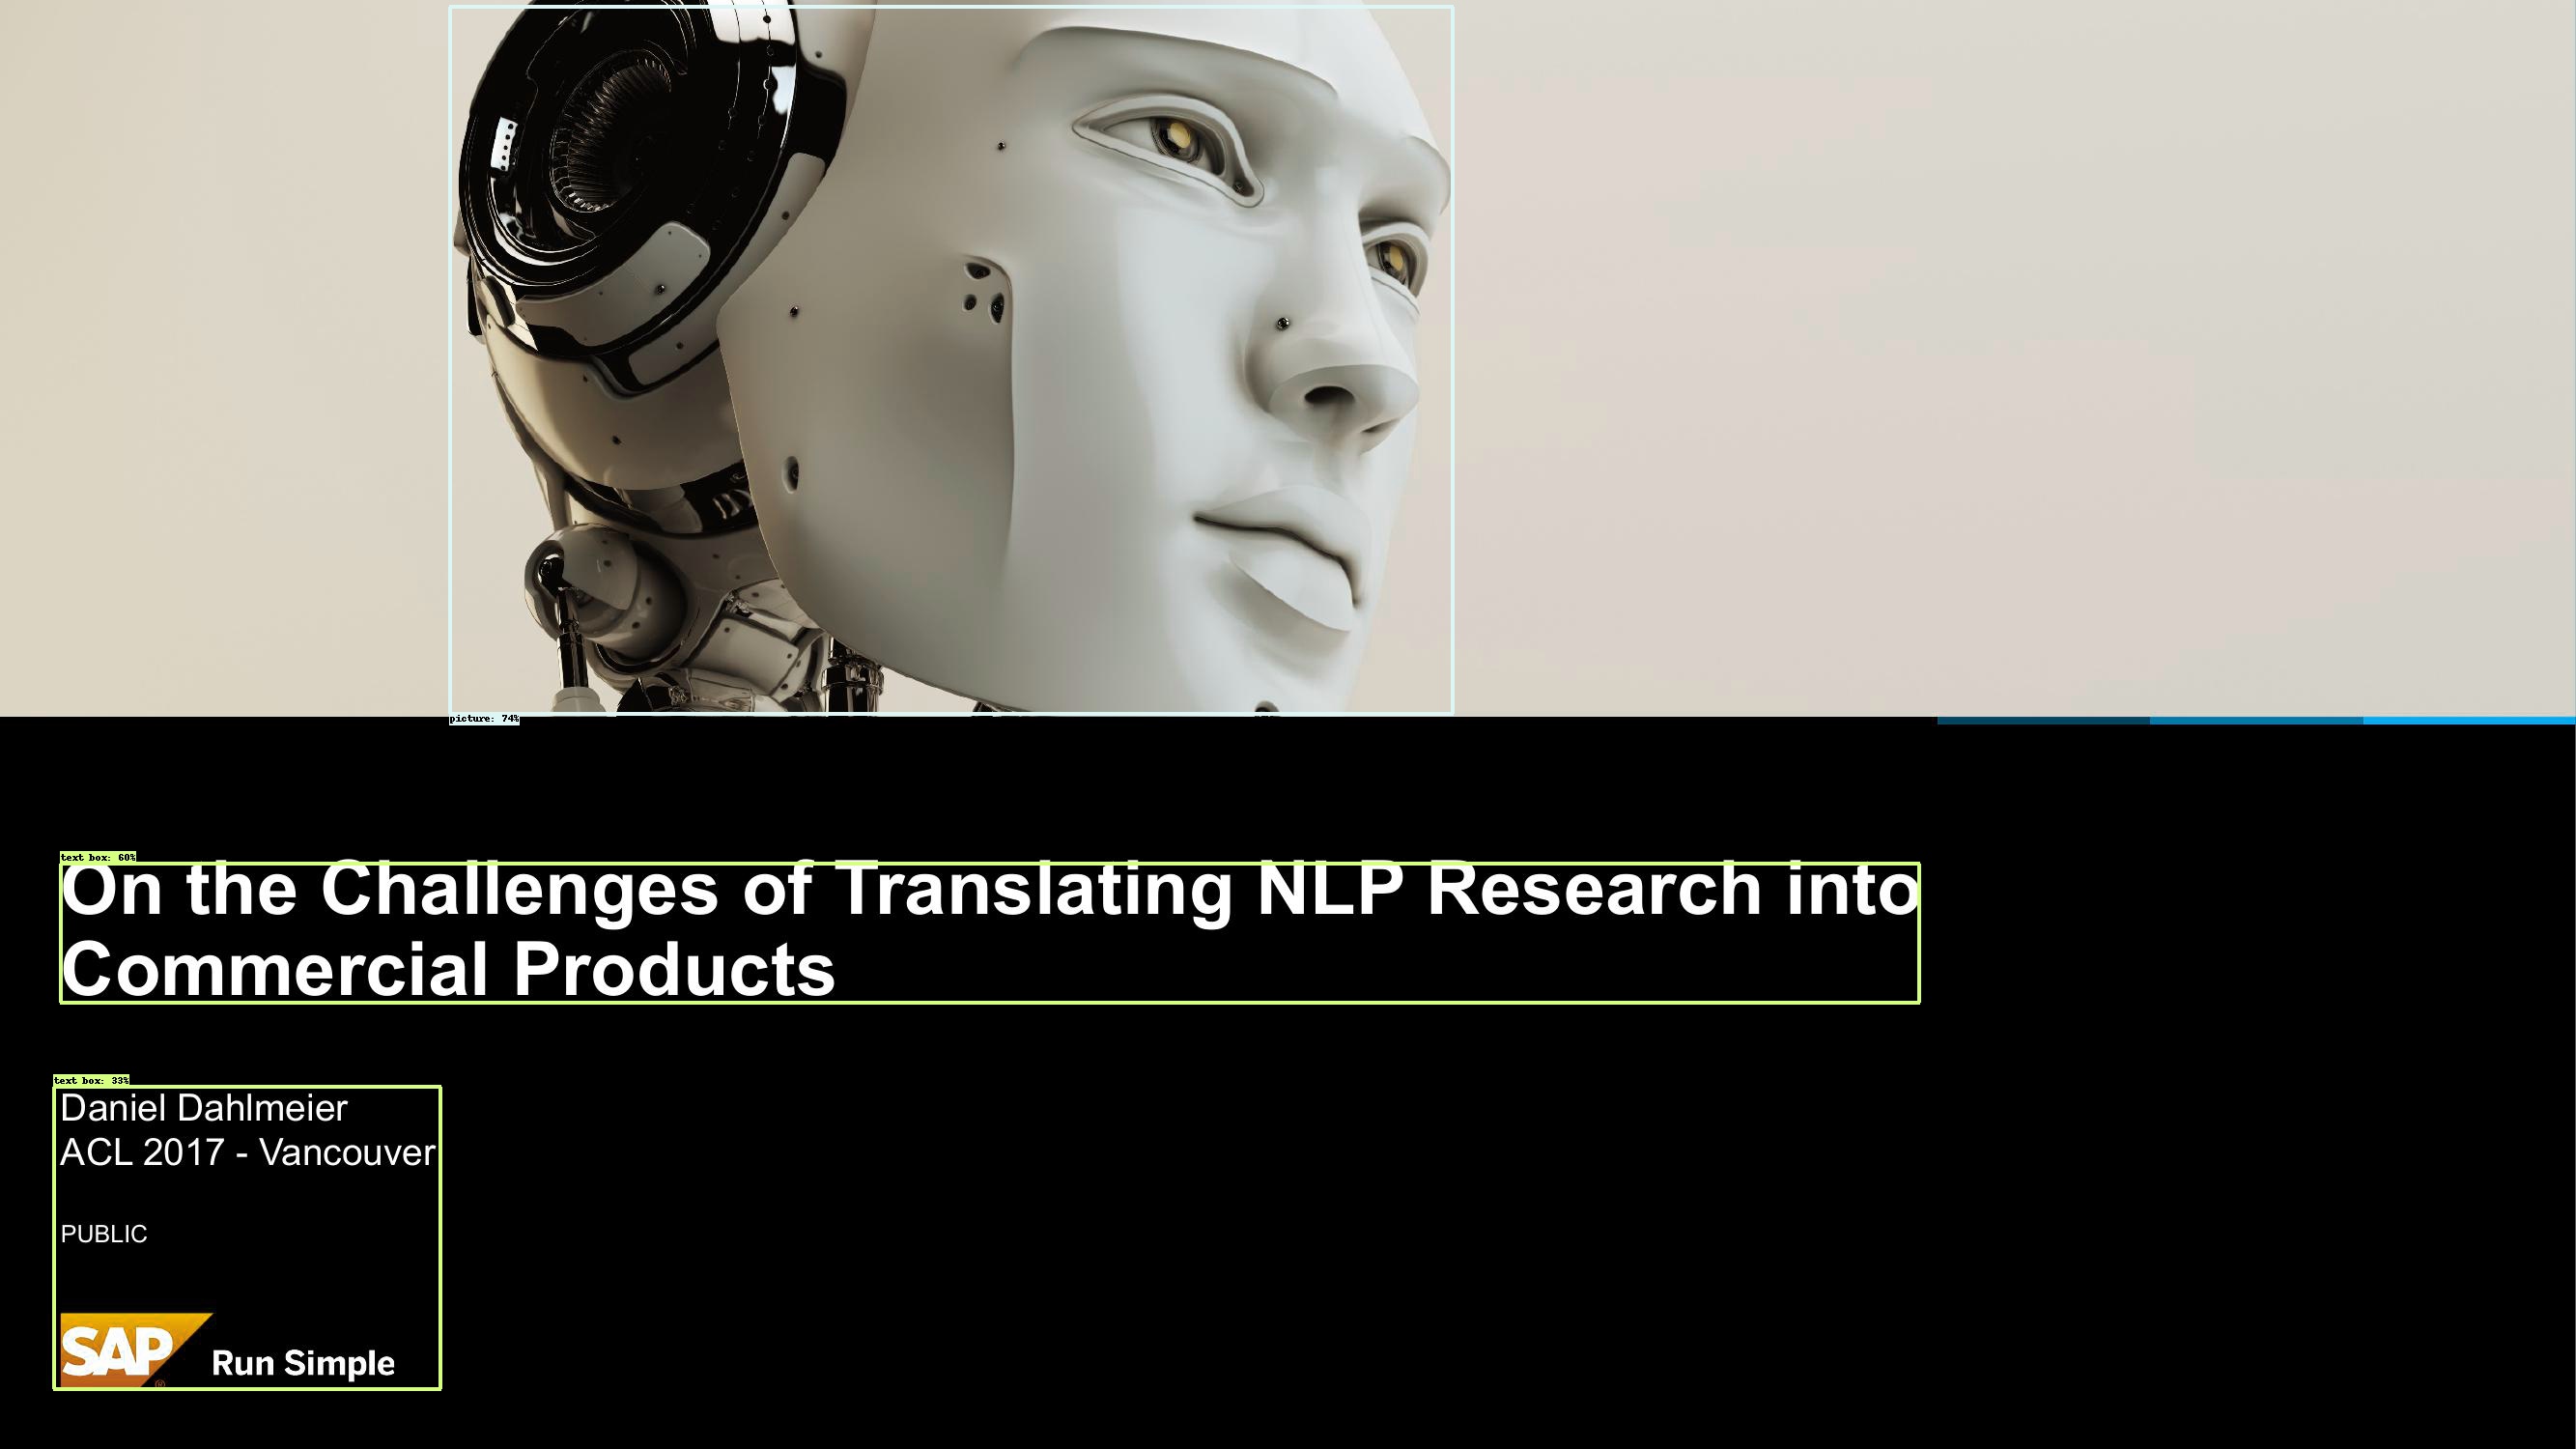 picture: 74%
text box: 60%
On the Challenges of Translating NLP Research into
Commercial Products
text box: 33%
Daniel Dahlmeier
ACL 2017 - Vancouver
PUBLIC
SAP®
Run Simple